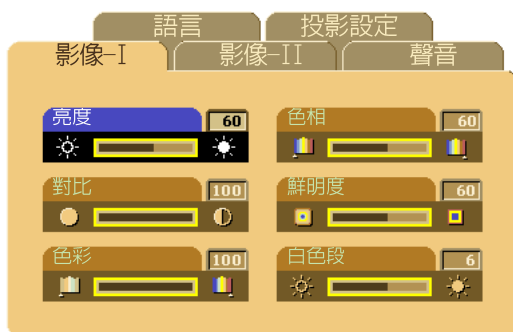 語言 投影設定
影像-I 影像-II 聲音
亮度 60 色相 60
對比 100 鮮明度 60
色彩 100 白色段 6